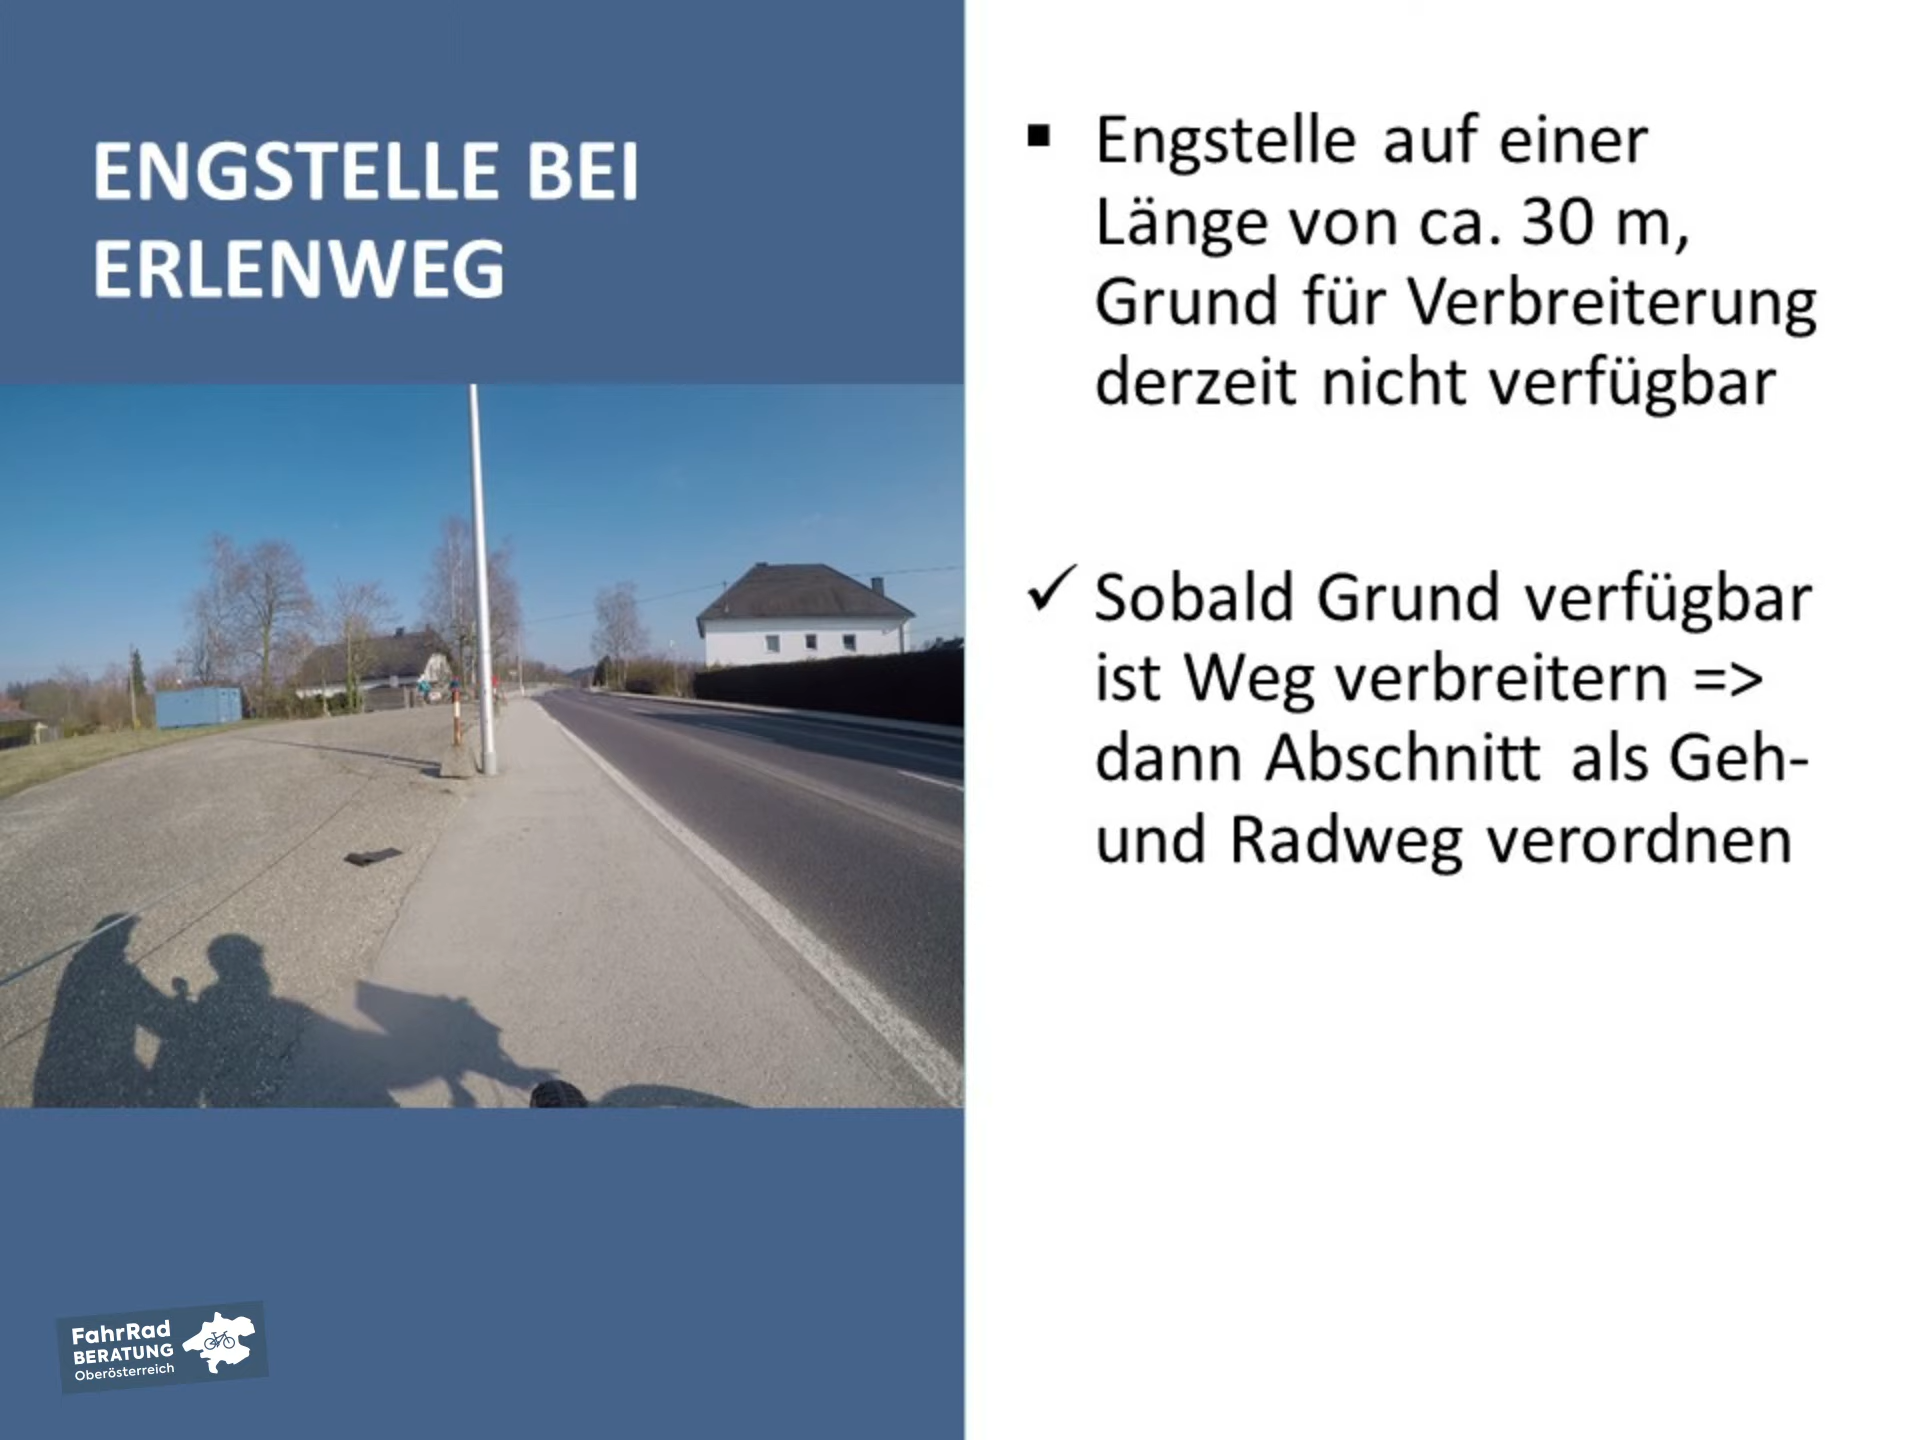 ENGSTELLE BEI
ERLENWEG
▪ Engstelle auf einer
Länge von ca. 30 m,
Grund für Verbreiterung
derzeit nicht verfügbar
✓ Sobald Grund verfügbar
ist Weg verbreitern =>
dann Abschnitt als Geh-
und Radweg verordnen
FahrRad
BERATUNG
Oberösterreich